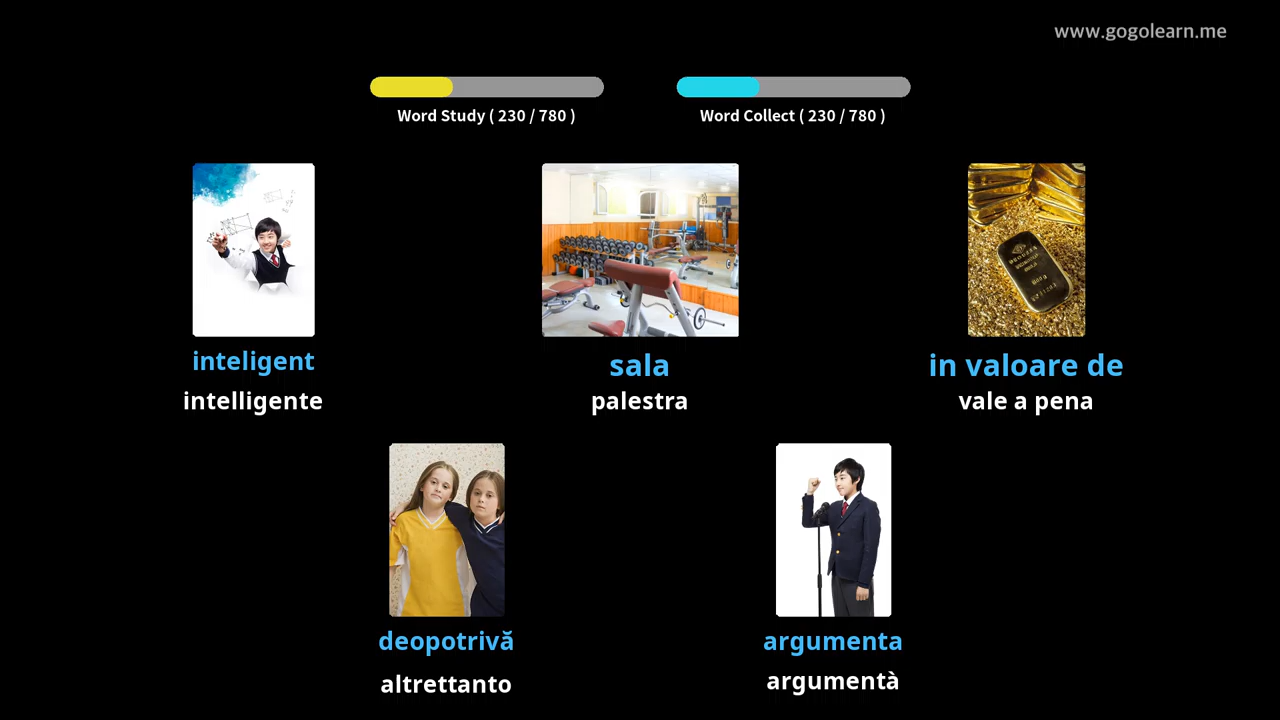 www.gogolearn.me
Word Study ( 230 / 780 )
Word Collect ( 230 / 780 )
inteligent
intelligente
sala
palestra
in valoare de
vale a pena
deopotrivă
altrettanto
argumenta
argumentà